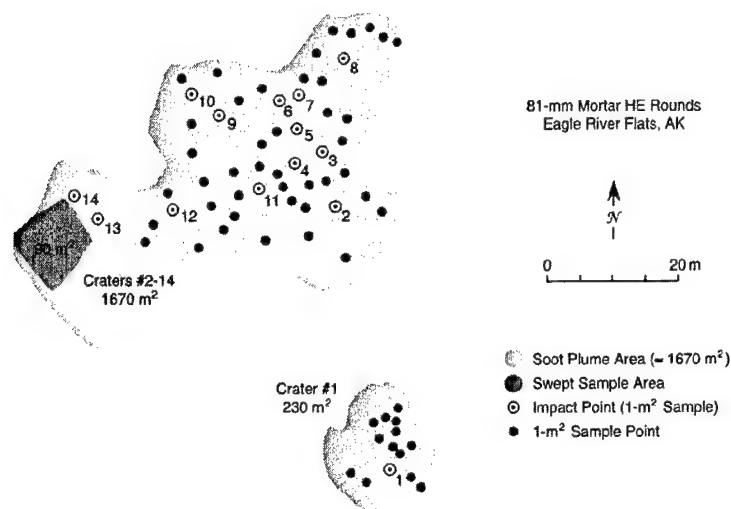 81-mm Mortar HE Rounds
Eagle River Flats, AK
8
10
7
6
9
5
3
4
14
11
2
12
13
N
0 20 m
Craters #2-14
1670 m²
Soot Plume Area (~ 1670 m²)
Swept Sample Area
Impact Point (1-m² Sample)
1-m² Sample Point
Crater #1
230 m²
1